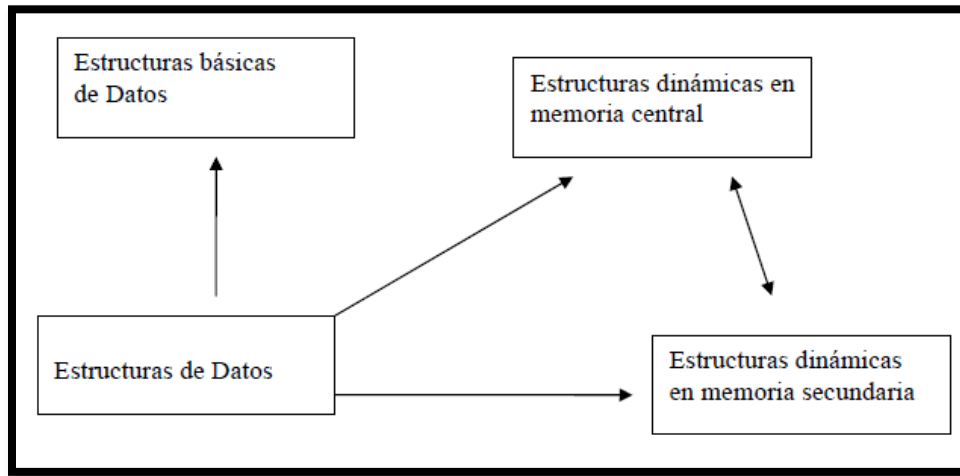 Estructuras básicas
de Datos
Estructuras dinámicas en
memoria central
Estructuras de Datos
Estructuras dinámicas
en memoria secundaria